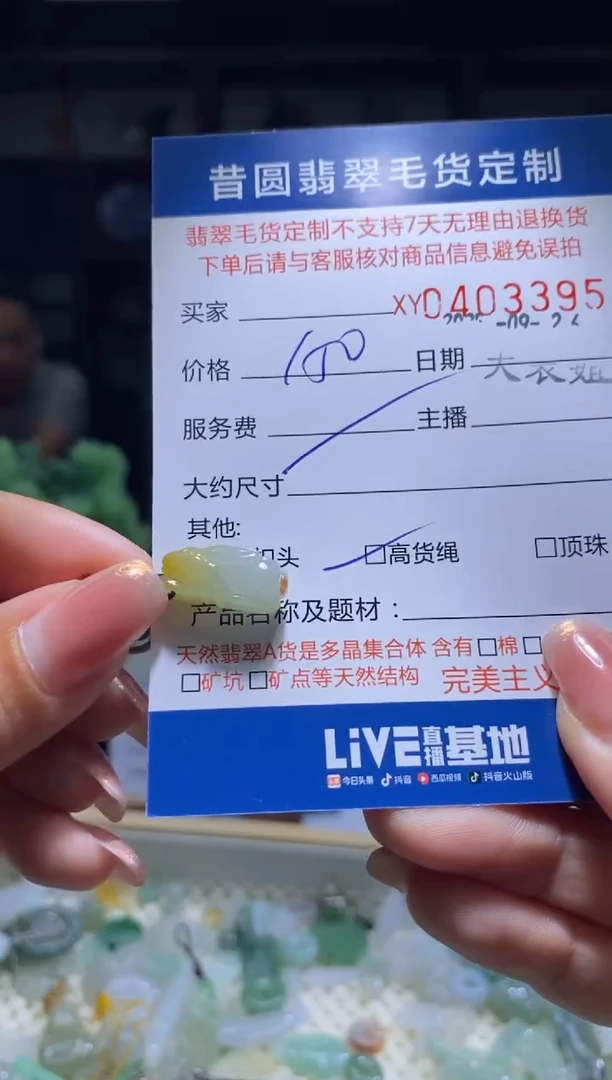 昔圆翡翠毛货定制
翡翠毛货定制不支持7天无理由退换货
下单后请与客服核对商品信息避免误拍
买家 XY0403395
价格 日期
服务费 主播
大约尺寸
其他:
扣头 高货绳 顶珠
产品名称及题材:
天然翡翠A货是多晶集合体 含有 棉
矿坑 矿点等天然结构 完美主义
LiVE直播基地
今日头条 抖音 西瓜视频 抖音火山版